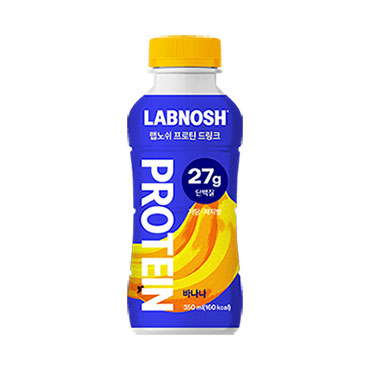 LABNOSH
랩노쉬 프로틴 드링크
PROTEIN
27g
단백질
바나나
350 ml(160 kcal)